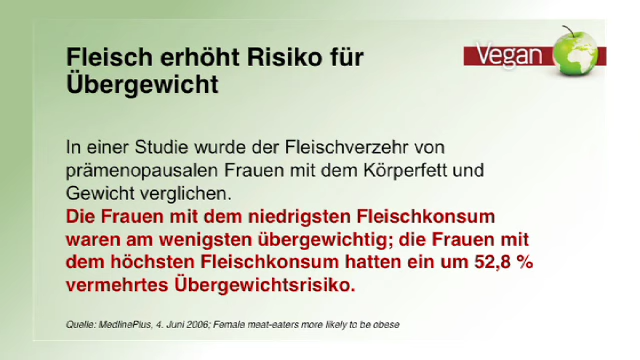 Fleisch erhöht Risiko für
Übergewicht
Vegan
In einer Studie wurde der Fleischverzehr von
prämenopausalen Frauen mit dem Körperfett und
Gewicht verglichen.
Die Frauen mit dem niedrigsten Fleischkonsum
waren am wenigsten übergewichtig; die Frauen mit
dem höchsten Fleischkonsum hatten ein um 52,8 %
vermehrtes Übergewichtsrisiko.
Quelle: MedlinePlus, 4. Juni 2006; Female meat-eaters more likely to be obese